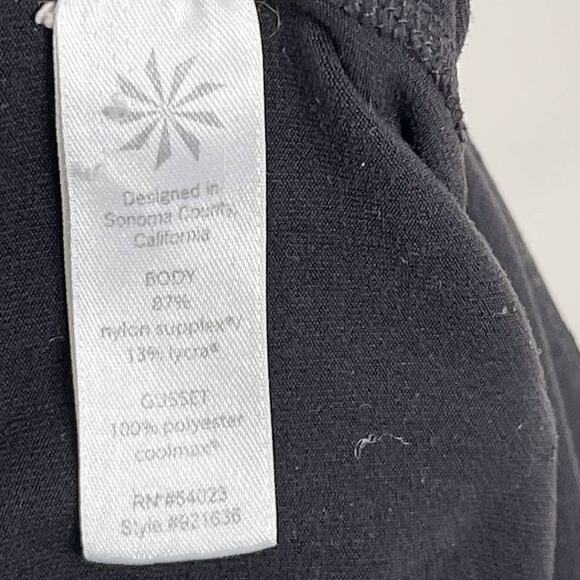 Designed in
Sonoma County,
California
BODY
87%
nylon supplex®/
13% lycra®
GUSSET
100% polyester
coolmax®
RN #54023
Style #921636